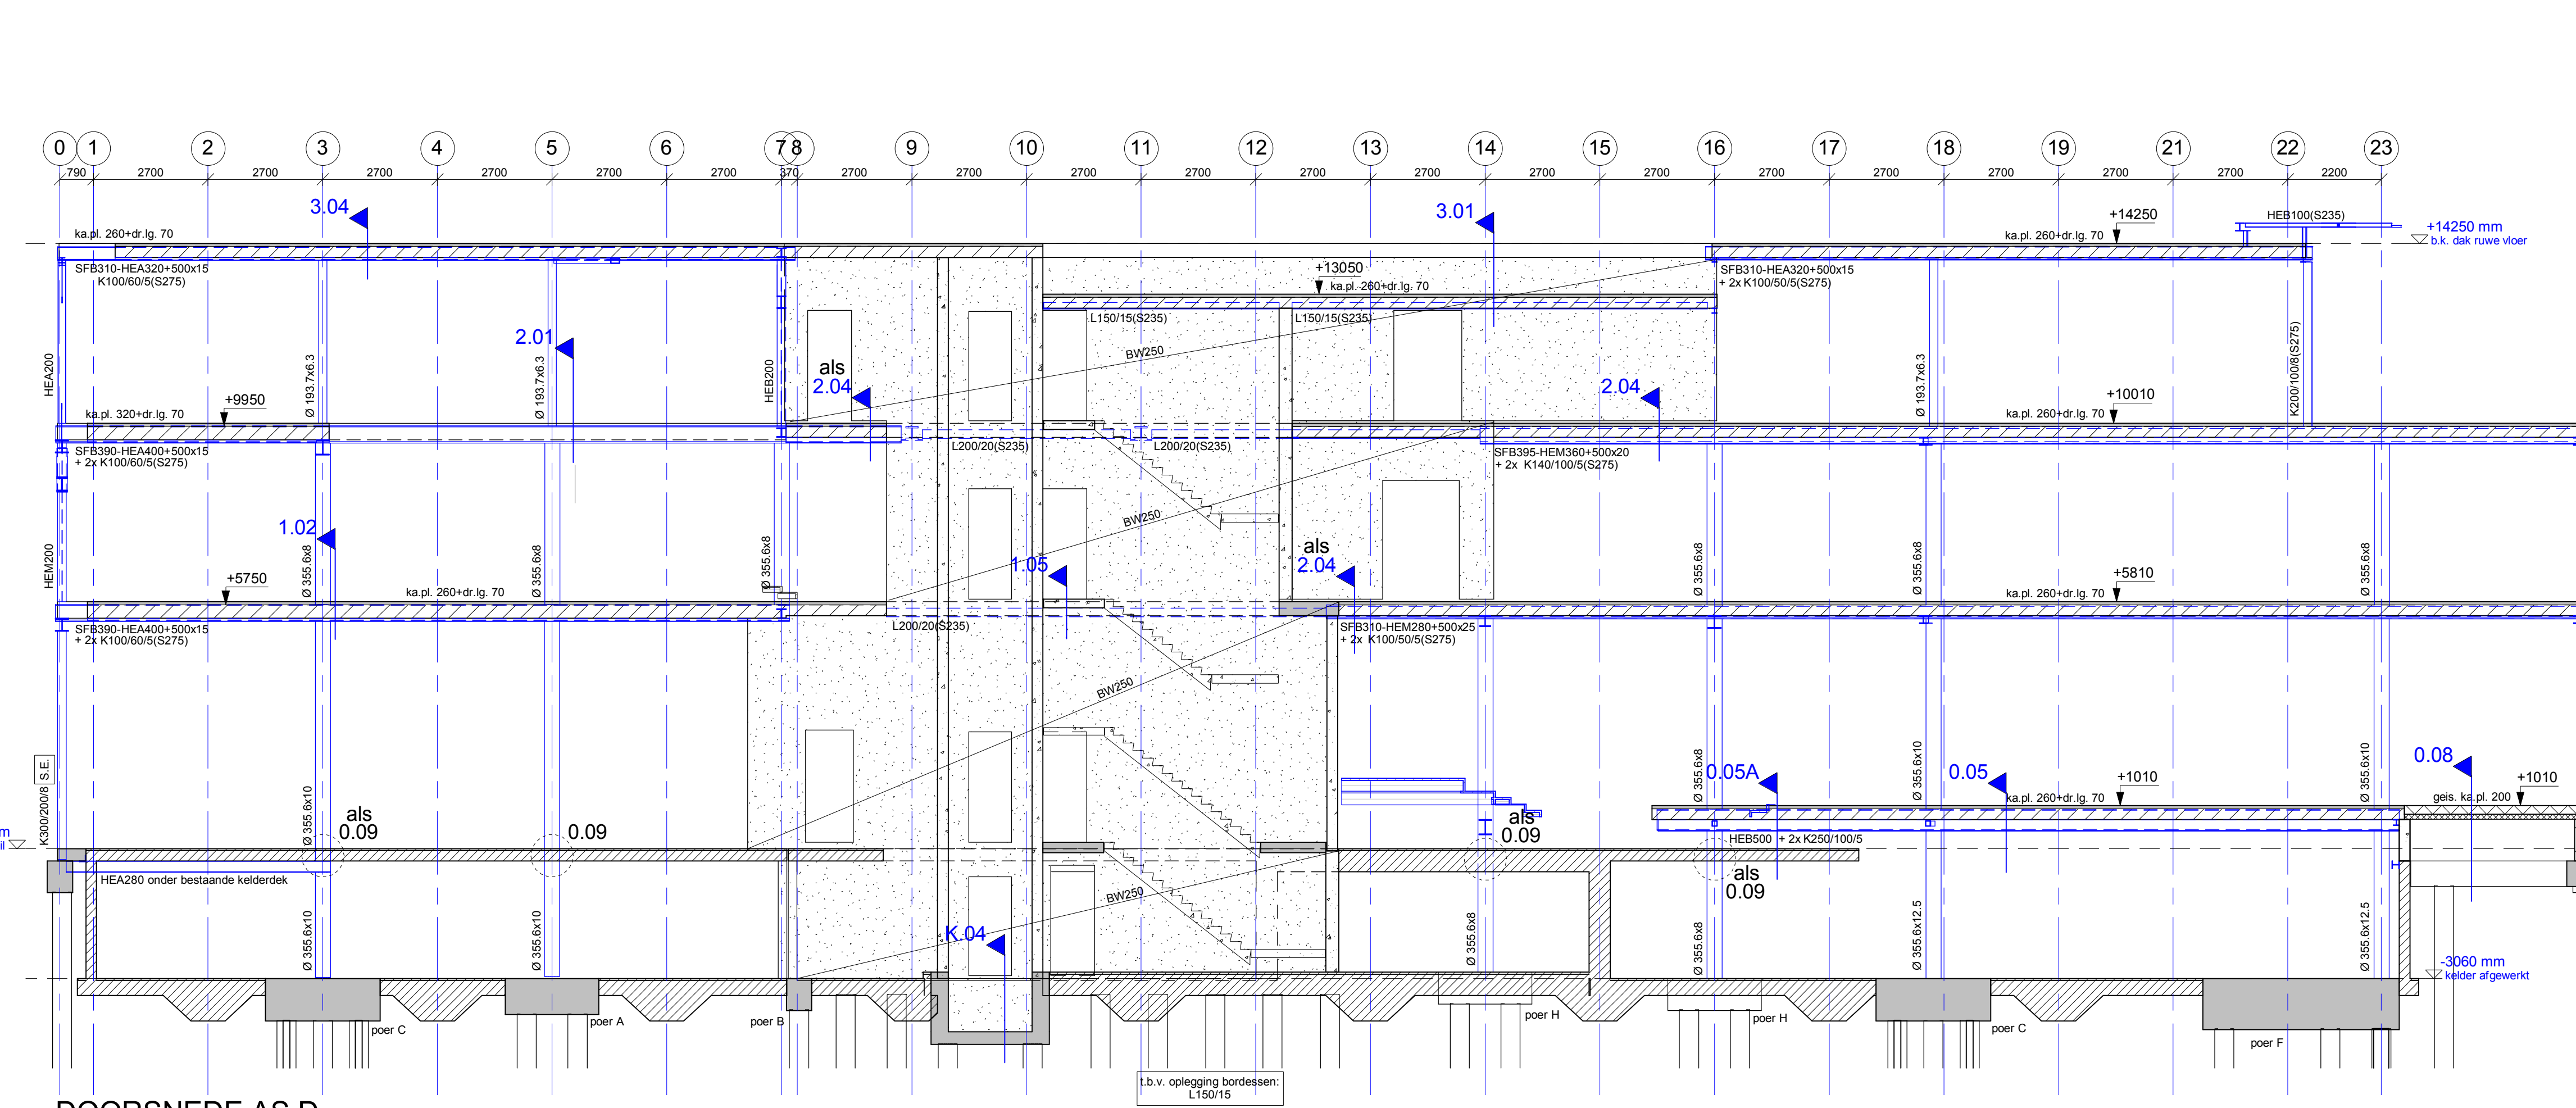 0 1 2 3 4 5 6 7 8 9 10 11 12 13 14 15 16 17 18 19 21 22 23
790 2700 2700 2700 2700 2700 2700 370 2700 2700 2700 2700 2700 2700 2700 2700 2700 2700 2700 2700 2700 2700 2200
3.04
3.01
+14250
HEB100(S235)
+14250 mm
b.k. dak ruwe vloer
ka.pl. 260+dr.lg. 70
ka.pl. 260+dr.lg. 70
SFB310-HEA320+500x15
K100/60/5(S275)
+13050
ka.pl. 260+dr.lg. 70
SFB310-HEA320+500x15
+ 2x K100/50/5(S275)
L150/15(S235)
L150/15(S235)
2.01
BW250
HEA200
Ø 193.7x6.3
Ø 193.7x6.3
HEB200
als
2.04
2.04
Ø 193.7x6.3
K200/100/8(S275)
+9950
ka.pl. 320+dr.lg. 70
+10010
ka.pl. 260+dr.lg. 70
SFB390-HEA400+500x15
+ 2x K100/60/5(S275)
L200/20(S235)
L200/20(S235)
SFB395-HEM360+500x20
+ 2x K140/100/5(S275)
BW250
1.02
HEM200
Ø 355.6x8
Ø 355.6x8
Ø 355.6x8
1.05
als
2.04
Ø 355.6x8
Ø 355.6x8
Ø 355.6x8
+5750
ka.pl. 260+dr.lg. 70
+5810
ka.pl. 260+dr.lg. 70
SFB390-HEA400+500x15
+ 2x K100/60/5(S275)
L200/20(S235)
SFB310-HEM280+500x25
+ 2x K100/50/5(S275)
BW250
K300/200/8 S.E.
Ø 355.6x10
als
0.09
0.09
als
0.09
Ø 355.6x8
0.05A
Ø 355.6x10
0.05
+1010
ka.pl. 260+dr.lg. 70
Ø 355.6x10
0.08
+1010
geis. ka.pl. 200
HEB500 + 2x K250/100/5
als
0.09
HEA280 onder bestaande kelderdek
BW250
Ø 355.6x10
Ø 355.6x10
K.04
Ø 355.6x8
Ø 355.6x8
Ø 355.6x12.5
Ø 355.6x12.5
-3060 mm
kelder afgewerkt
poer C
poer A
poer B
poer H
poer H
poer C
poer F
t.b.v. oplegging bordessen:
L150/15
DOORSNEDE AS D